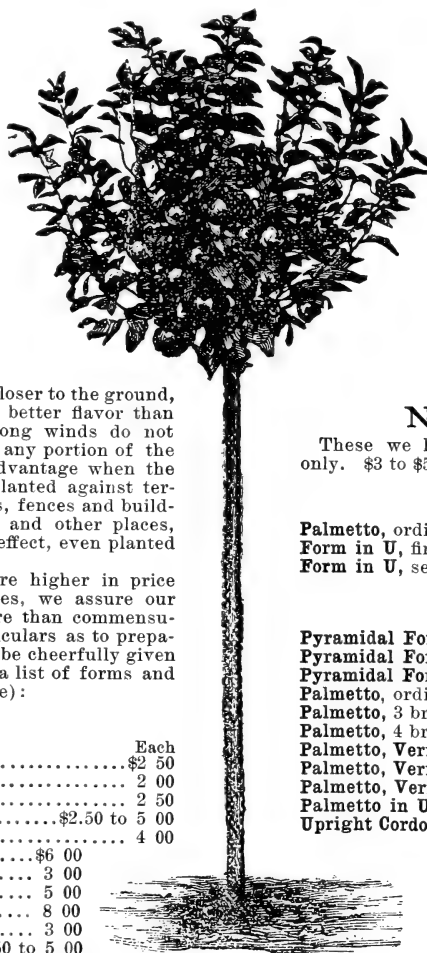 loser to the ground,
better flavor than
ong winds do not
any portion of the
dvantage when the
lanted against ter-
s, fences and build-
and other places,
effect, even planted
re higher in price
es, we assure our
re than commensu-
culars as to prepa-
be cheerfully given
a list of forms and
e):
Each
..............$2 50
.................. 2 00
.................. 2 50
.......$2.50 to 5 00
.................. 4 00
....$6 00
.... 3 00
.... 5 00
.... 8 00
.... 3 00
50 to 5 00
N
These we
only. $3 to $5
Palmetto, ordi
Form in U, fir
Form in U, se
Pyramidal For
Pyramidal For
Pyramidal For
Palmetto, ordi
Palmetto, 3 br
Palmetto, 4 br
Palmetto, Verr
Palmetto, Verr
Palmetto, Verr
Palmetto in U
Upright Cordo